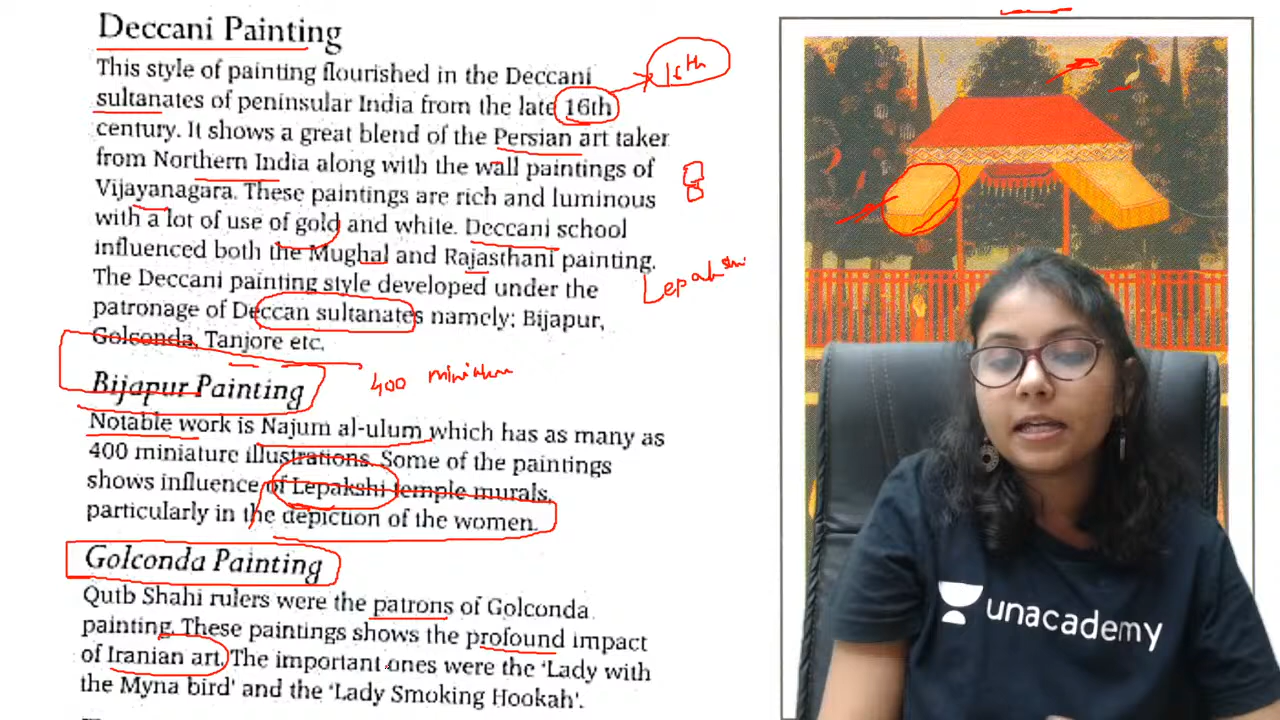 Deccani Painting
This style of painting flourished in the Deccani
sultanates of peninsular India from the late 16th
century. It shows a great blend of the Persian art taker
from Northern India along with the wall paintings of
Vijayanagara. These paintings are rich and luminous
with a lot of use of gold and white. Deccani school
influenced both the Mughal and Rajasthani painting.
The Deccani painting style developed under the
patronage of Deccan sultanates namely: Bijapur,
Golconda, Tanjore etc.
Bijapur Painting
Notable work is Najum al-ulum which has as many as
400 miniature illustrations. Some of the paintings
shows influence of Lepakshi temple murals,
particularly in the depiction of the women.
Golconda Painting
Qutb Shahi rulers were the patrons of Golconda
painting. These paintings shows the profound impact
of Iranian art. The important ones were the 'Lady with
the Myna bird' and the 'Lady Smoking Hookah'.
16th
Lepakshi
400 miniature
unacademy